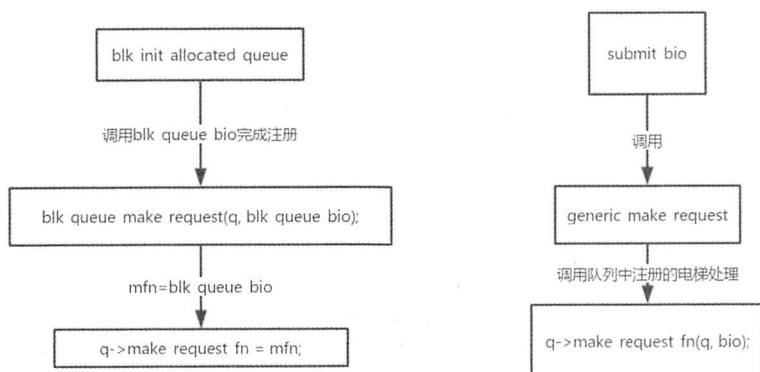 blk init allocated queue
调用blk queue bio完成注册
blk queue make request(q, blk queue bio);
mfn=blk queue bio
q->make request fn = mfn;
submit bio
调用
generic make request
调用队列中注册的电梯处理
q->make request fn(q, bio);